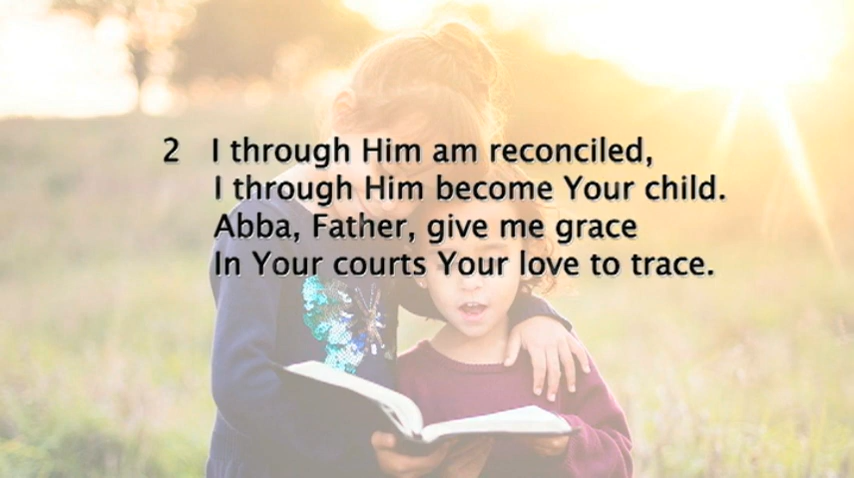 2 I through Him am reconciled,
I through Him become Your child.
Abba, Father, give me grace
In Your courts Your love to trace.